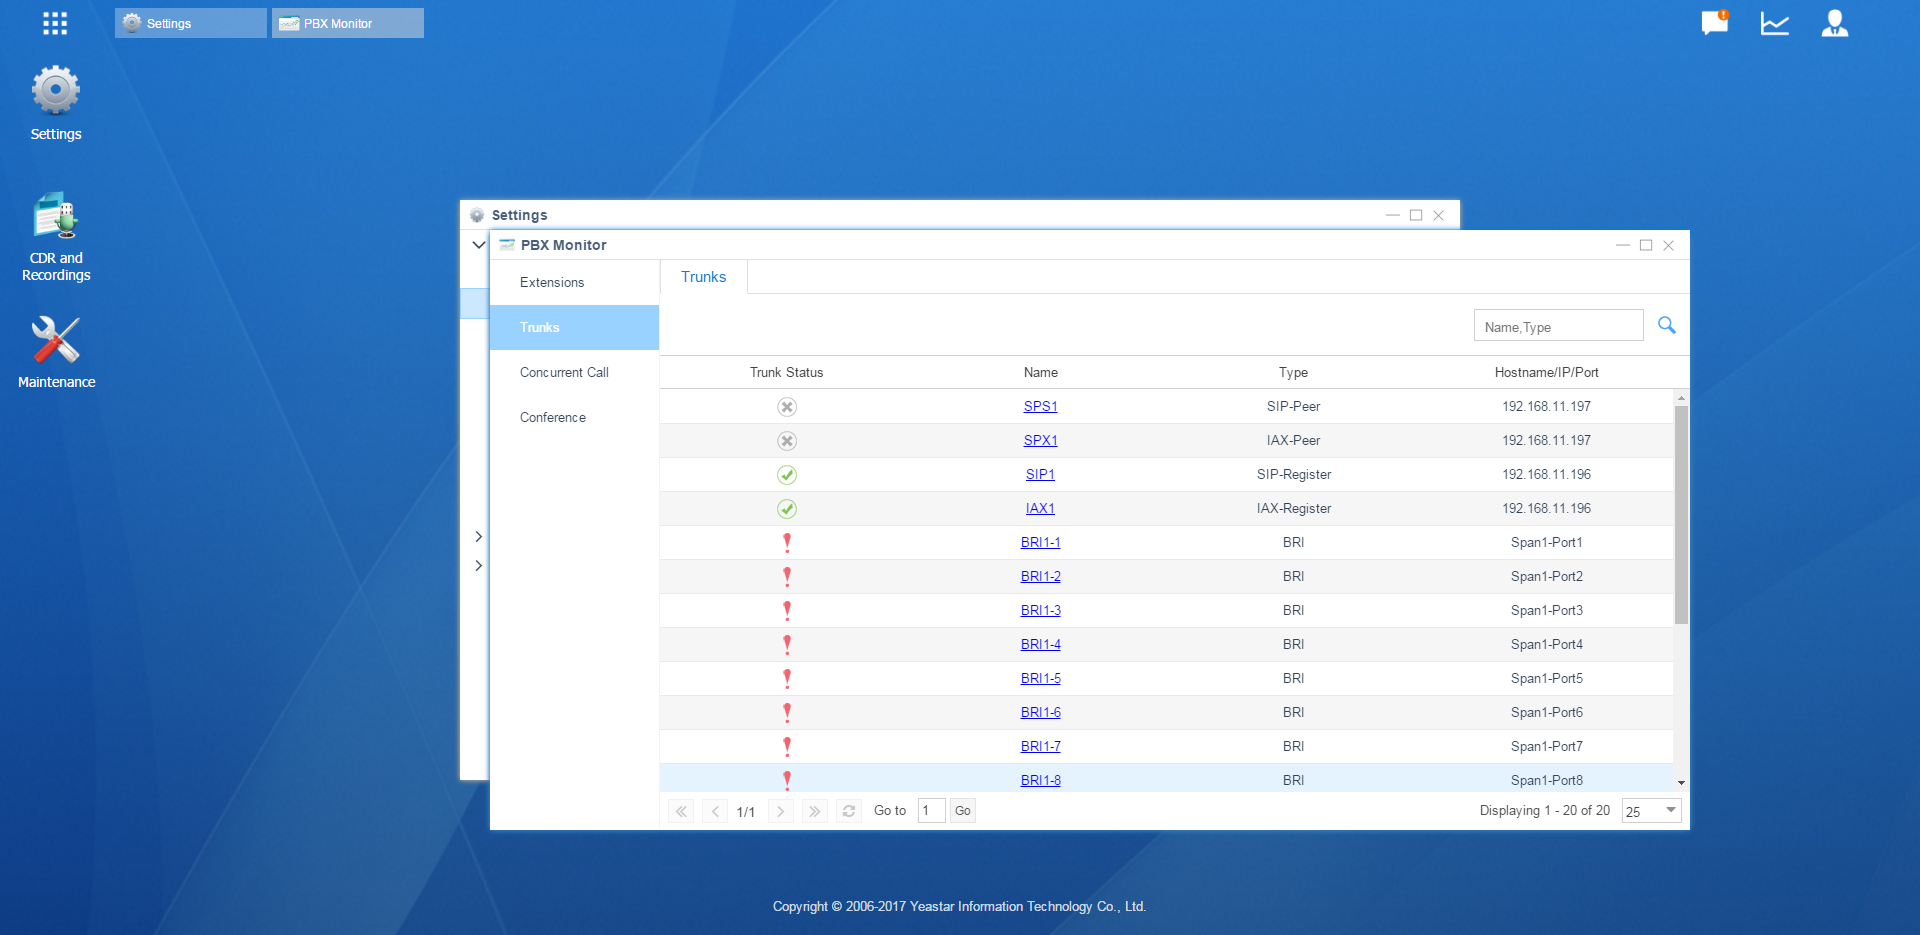 Settings
PBX Monitor
Settings
CDR and
Recordings
Maintenance
Settings
PBX Monitor
Extensions
Trunks
Concurrent Call
Conference
Trunks
Name,Type
Trunk Status Name Type Hostname/IP/Port
SPS1 SIP-Peer 192.168.11.197
SPX1 IAX-Peer 192.168.11.197
SIP1 SIP-Register 192.168.11.196
IAX1 IAX-Register 192.168.11.196
BRI1-1 BRI Span1-Port1
BRI1-2 BRI Span1-Port2
BRI1-3 BRI Span1-Port3
BRI1-4 BRI Span1-Port4
BRI1-5 BRI Span1-Port5
BRI1-6 BRI Span1-Port6
BRI1-7 BRI Span1-Port7
BRI1-8 BRI Span1-Port8
1/1 Go to 1 Go Displaying 1 - 20 of 20 25
Copyright © 2006-2017 Yeastar Information Technology Co., Ltd.